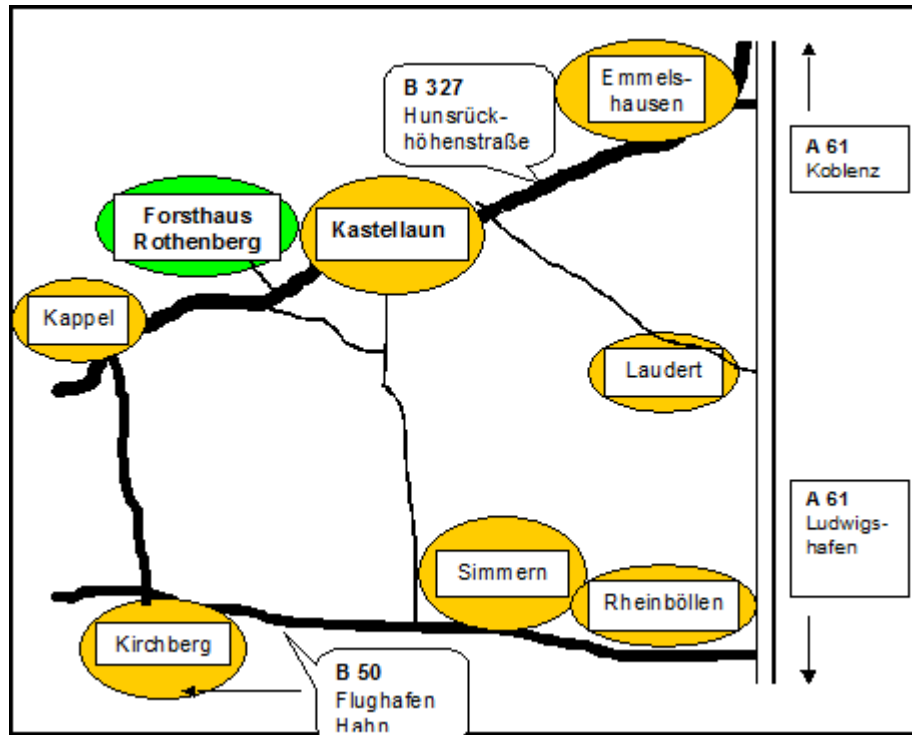 Emmels-
hausen
B 327
Hunsrück-
höhenstraße
A 61
Koblenz
Forsthaus
Rothenberg
Kastellaun
Kappel
Laudert
A 61
Ludwigs-
hafen
Simmern
Rheinböllen
Kirchberg
B 50
Flughafen
Hahn